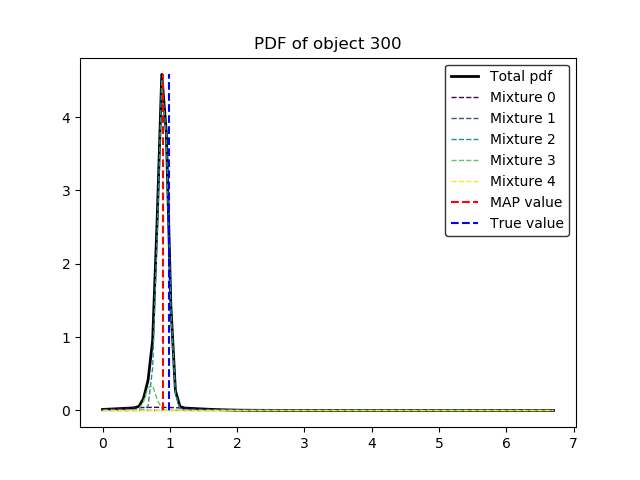 PDF of object 300
Total pdf
Mixture 0
Mixture 1
Mixture 2
Mixture 3
Mixture 4
MAP value
True value
4
3
2
1
0
0 1 2 3 4 5 6 7